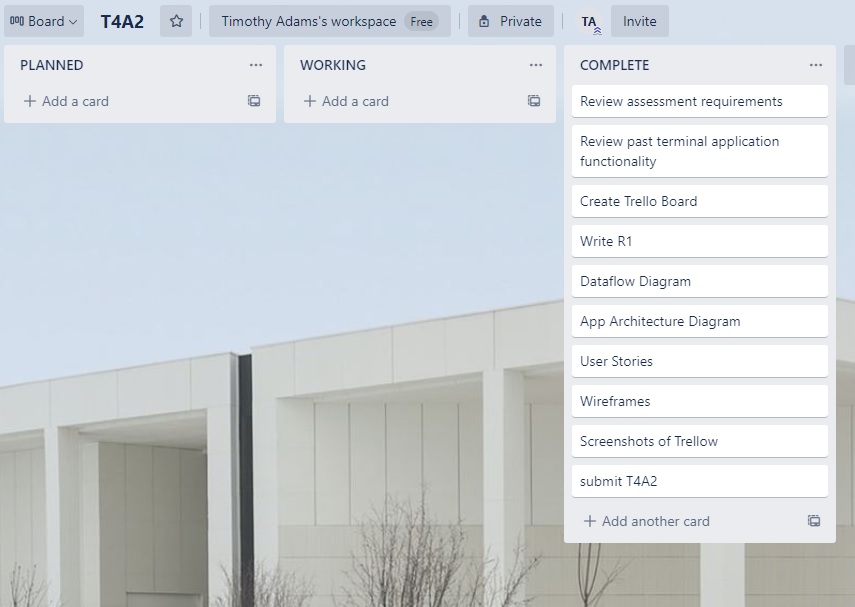 Board
T4A2
Timothy Adams's workspace
Free
Private
TA
Invite
PLANNED
Add a card
WORKING
Add a card
COMPLETE
Review assessment requirements
Review past terminal application
functionality
Create Trello Board
Write R1
Dataflow Diagram
App Architecture Diagram
User Stories
Wireframes
Screenshots of Trellow
submit T4A2
Add another card